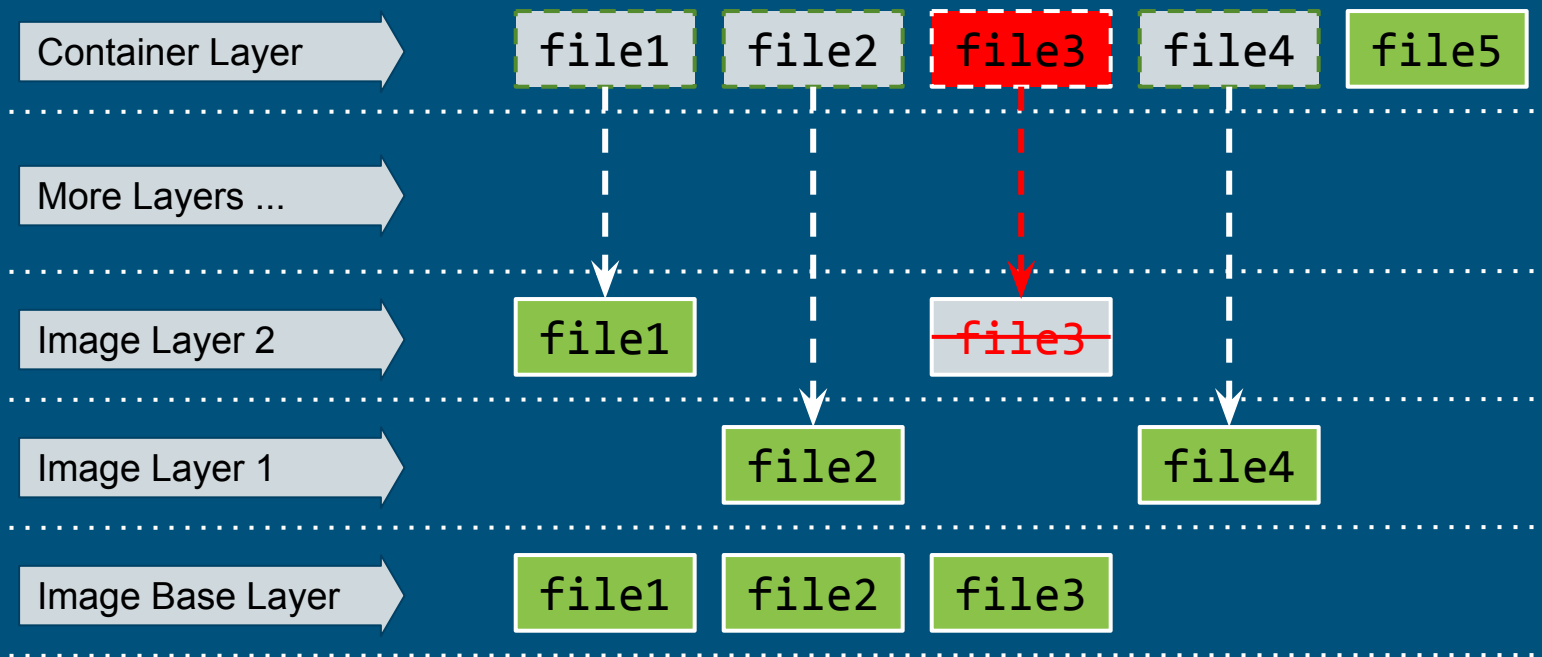 Container Layer file1 file2 file3 file4 file5
More Layers ...
Image Layer 2 file1 file3
Image Layer 1 file2 file4
Image Base Layer file1 file2 file3